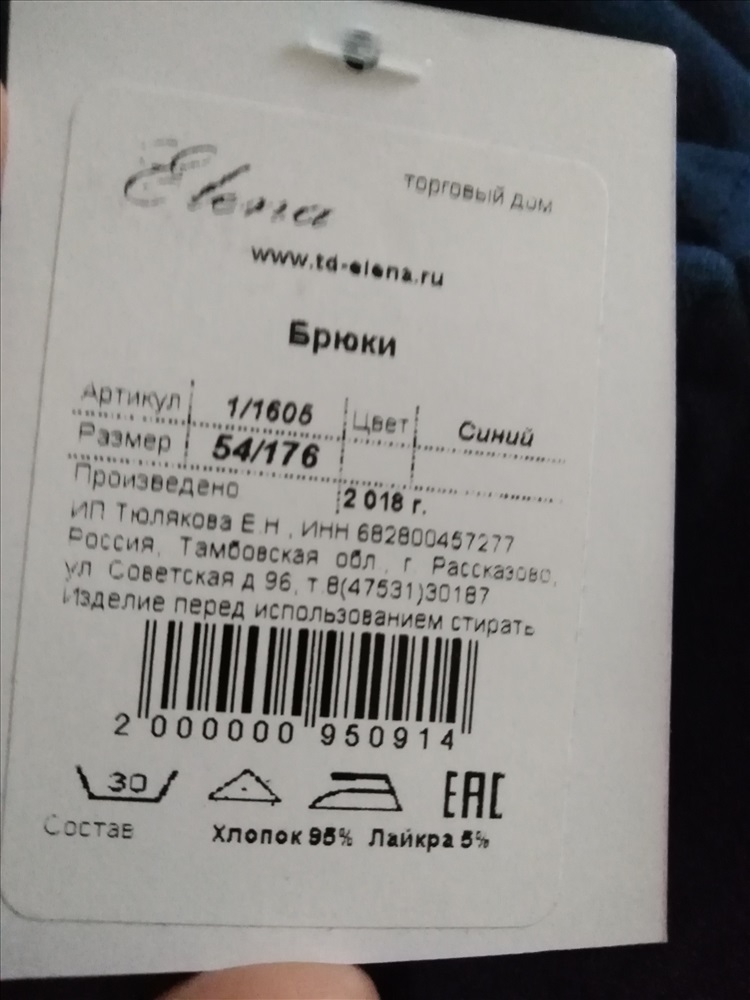 Elena
торговый дом
www.td-elena.ru
Брюки
Артикул 1/1605 Цвет Синий
Размер 54/176
Произведено 2 018 г.
ИП Тюлякова Е.Н , ИНН 682800457277
Россия, Тамбовская обл , г. Рассказово,
ул Советская д 96, т 8(47531)30187
Изделие перед использованием стирать
2 000000 950914
30 EAC
Состав Хлопок 95% Лайкра 5%